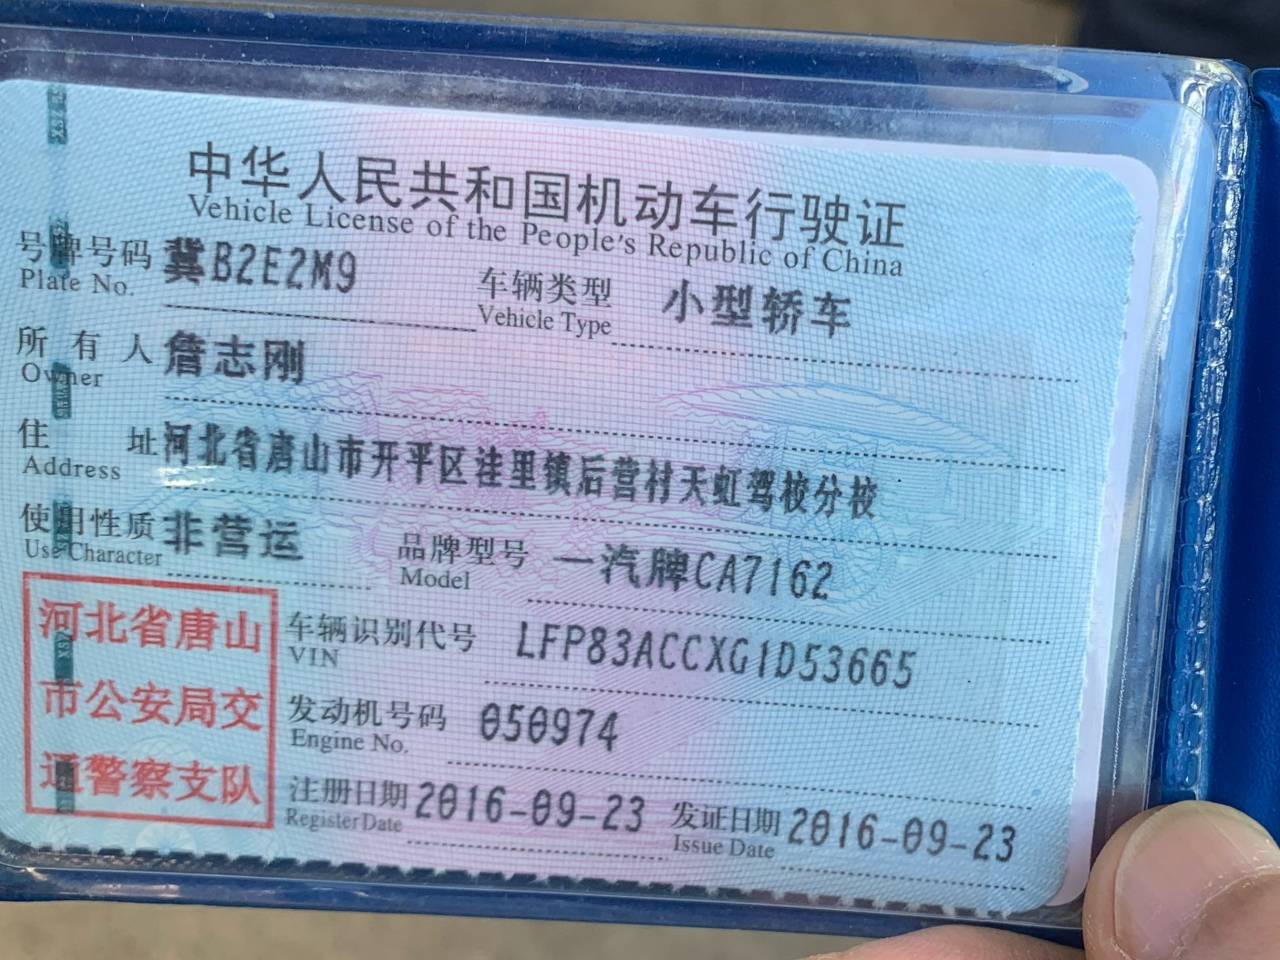 中华人民共和国机动车行驶证
Vehicle License of the People's Republic of China
号牌号码 冀B2E2M9 车辆类型 小型轿车
Plate No. Vehicle Type
所有人 詹志刚
Owner
住址 河北省唐山市开平区洼里镇后营村天虹驾校分校
Address
使用性质 非营运 品牌型号 一汽牌CA7162
Use Character Model
河北省唐山
市公安局交
通警察支队
车辆识别代号 LFP83ACCXG1D53665
VIN
发动机号码 050974
Engine No.
注册日期 2016-09-23 发证日期 2016-09-23
Register Date Issue Date